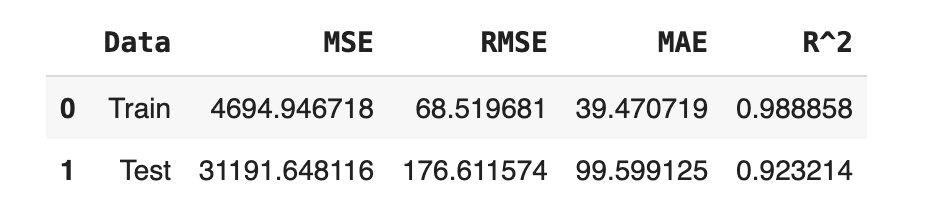 Data MSE RMSE MAE R^2
0 Train 4694.946718 68.519681 39.470719 0.988858
1 Test 31191.648116 176.611574 99.599125 0.923214